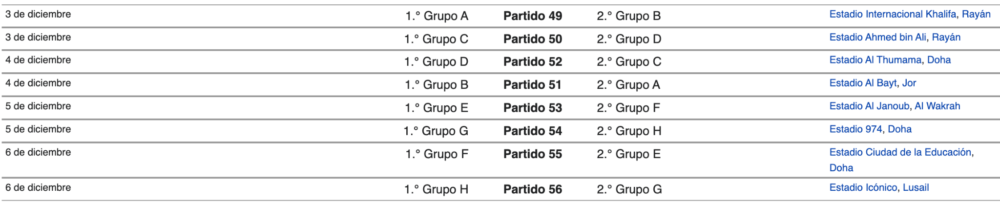 3 de diciembre 1.° Grupo A Partido 49 2.° Grupo B Estadio Internacional Khalifa, Rayán
3 de diciembre 1.° Grupo C Partido 50 2.° Grupo D Estadio Ahmed bin Ali, Rayán
4 de diciembre 1.° Grupo D Partido 52 2.° Grupo C Estadio Al Thumama, Doha
4 de diciembre 1.° Grupo B Partido 51 2.° Grupo A Estadio Al Bayt, Jor
5 de diciembre 1.° Grupo E Partido 53 2.° Grupo F Estadio Al Janoub, Al Wakrah
5 de diciembre 1.° Grupo G Partido 54 2.° Grupo H Estadio 974, Doha
6 de diciembre 1.° Grupo F Partido 55 2.° Grupo E Estadio Ciudad de la Educación,
Doha
6 de diciembre 1.° Grupo H Partido 56 2.° Grupo G Estadio Icónico, Lusail